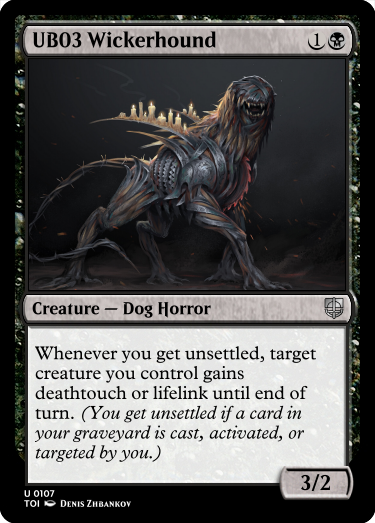 UB03 Wickerhound
1
Creature — Dog Horror
Whenever you get unsettled, target
creature you control gains
deathtouch or lifelink until end of
turn. (You get unsettled if a card in
your graveyard is cast, activated, or
targeted by you.)
3/2
U 0107
TOI Denis Zhbankov